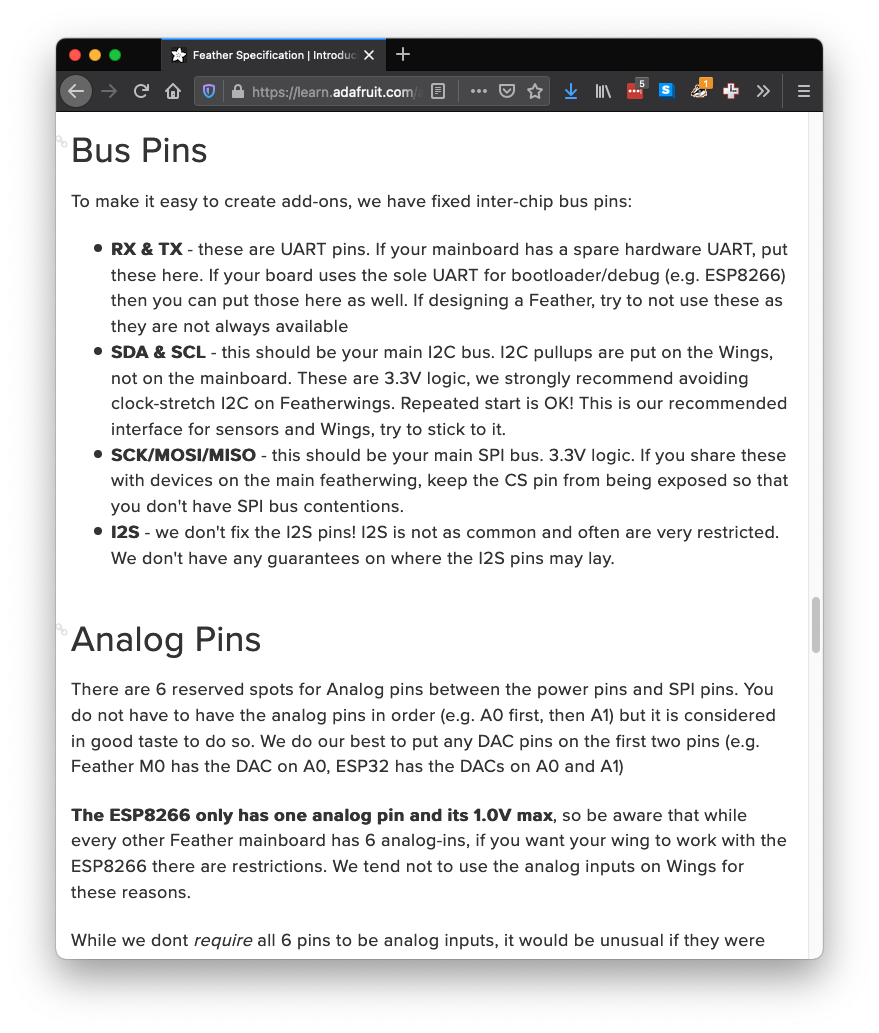 Feather Specification | Introduc
https://learn.adafruit.com/
5
S
1
Bus Pins
To make it easy to create add-ons, we have fixed inter-chip bus pins:
• RX & TX - these are UART pins. If your mainboard has a spare hardware UART, put
these here. If your board uses the sole UART for bootloader/debug (e.g. ESP8266)
then you can put those here as well. If designing a Feather, try to not use these as
they are not always available
• SDA & SCL - this should be your main I2C bus. I2C pullups are put on the Wings,
not on the mainboard. These are 3.3V logic, we strongly recommend avoiding
clock-stretch I2C on Featherwings. Repeated start is OK! This is our recommended
interface for sensors and Wings, try to stick to it.
• SCK/MOSI/MISO - this should be your main SPI bus. 3.3V logic. If you share these
with devices on the main featherwing, keep the CS pin from being exposed so that
you don't have SPI bus contentions.
• I2S - we don't fix the I2S pins! I2S is not as common and often are very restricted.
We don't have any guarantees on where the I2S pins may lay.
Analog Pins
There are 6 reserved spots for Analog pins between the power pins and SPI pins. You
do not have to have the analog pins in order (e.g. A0 first, then A1) but it is considered
in good taste to do so. We do our best to put any DAC pins on the first two pins (e.g.
Feather M0 has the DAC on A0, ESP32 has the DACs on A0 and A1)
The ESP8266 only has one analog pin and its 1.0V max, so be aware that while
every other Feather mainboard has 6 analog-ins, if you want your wing to work with the
ESP8266 there are restrictions. We tend not to use the analog inputs on Wings for
these reasons.
While we dont require all 6 pins to be analog inputs, it would be unusual if they were